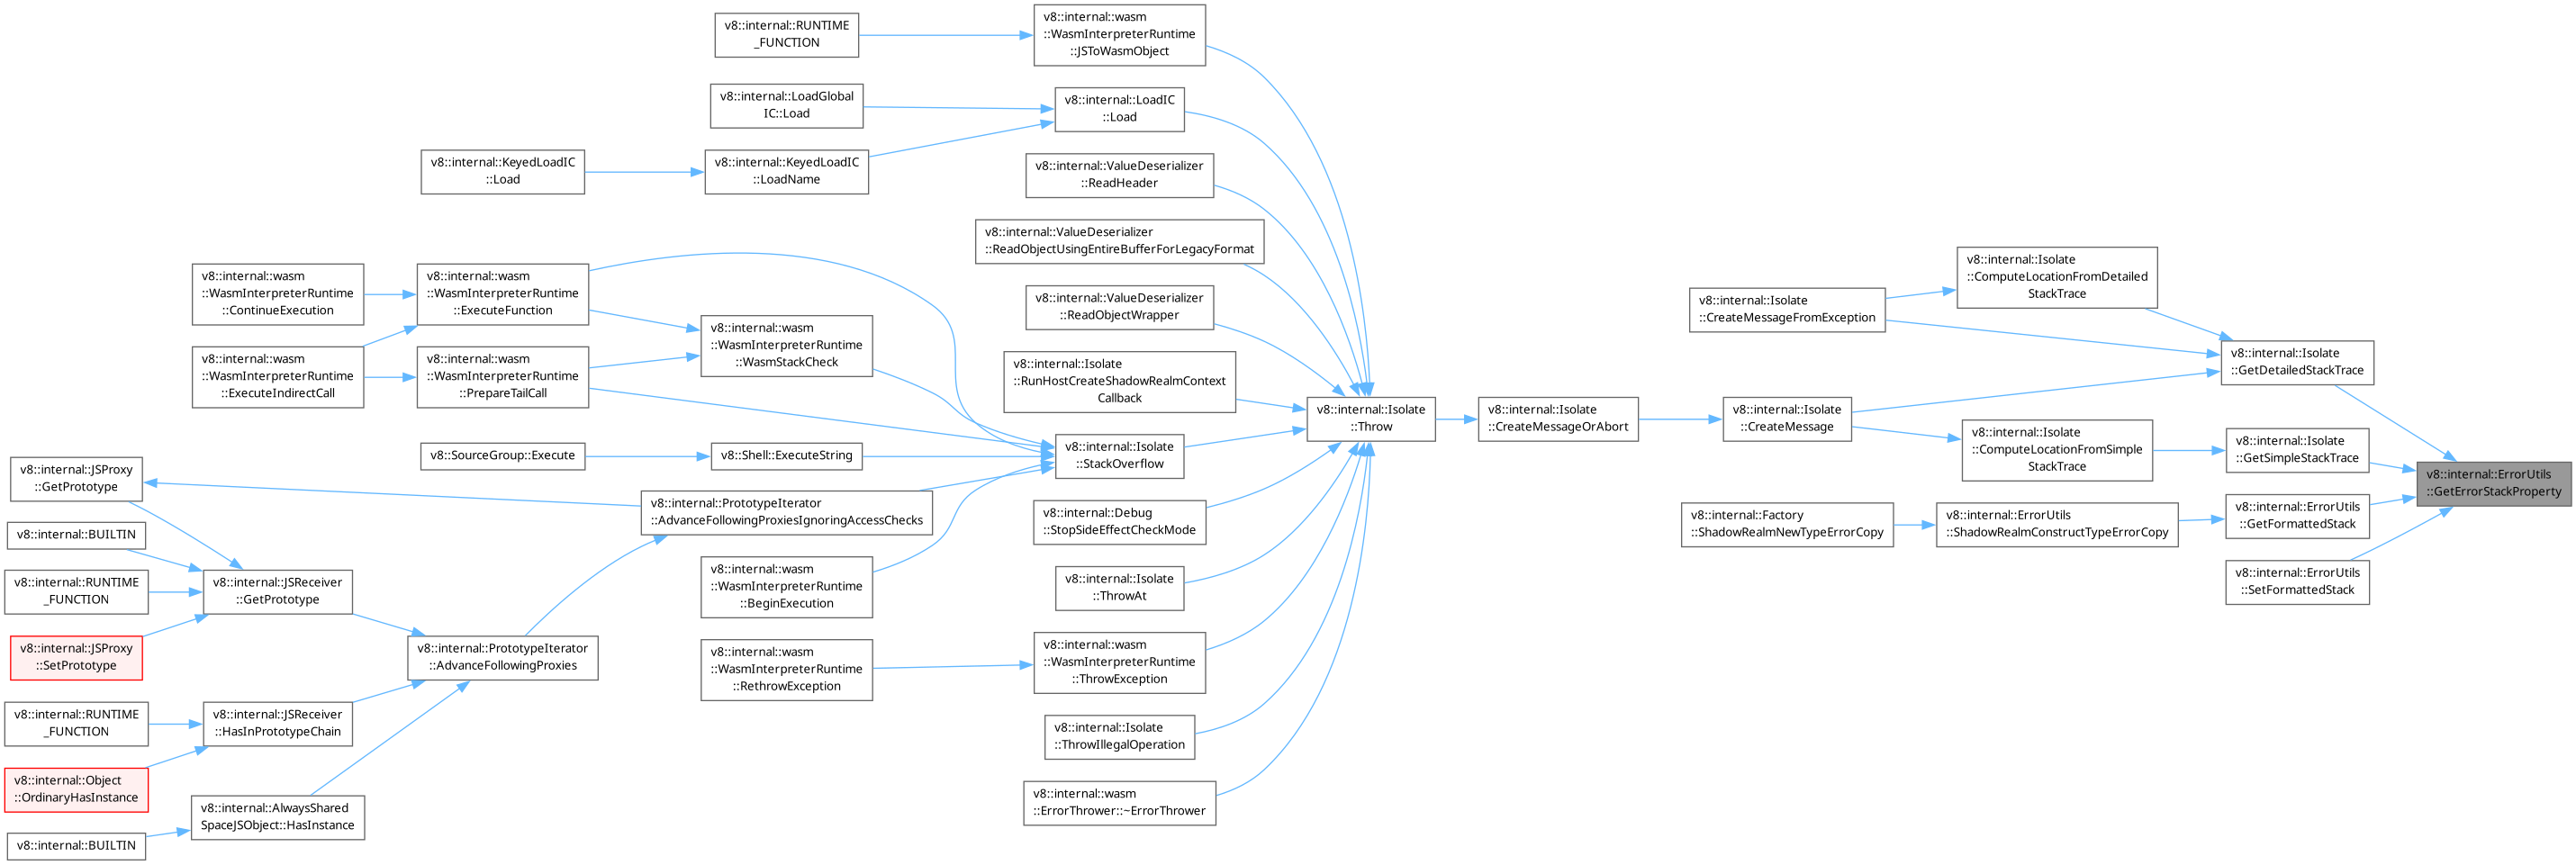 v8::internal::RUNTIME
_FUNCTION
v8::internal::wasm
::WasmInterpreterRuntime
::JSToWasmObject
v8::internal::LoadGlobal
IC::Load
v8::internal::LoadIC
::Load
v8::internal::KeyedLoadIC
::Load
v8::internal::KeyedLoadIC
::LoadName
v8::internal::ValueDeserializer
::ReadHeader
v8::internal::ValueDeserializer
::ReadObjectUsingEntireBufferForLegacyFormat
v8::internal::wasm
::WasmInterpreterRuntime
::ContinueExecution
v8::internal::wasm
::WasmInterpreterRuntime
::ExecuteFunction
v8::internal::ValueDeserializer
::ReadObjectWrapper
v8::internal::wasm
::WasmInterpreterRuntime
::WasmStackCheck
v8::internal::wasm
::WasmInterpreterRuntime
::ExecuteIndirectCall
v8::internal::wasm
::WasmInterpreterRuntime
::PrepareTailCall
v8::internal::Isolate
::RunHostCreateShadowRealmContext
Callback
v8::internal::Isolate
::Throw
v8::internal::Isolate
::CreateMessageOrAbort
v8::internal::Isolate
::CreateMessage
v8::internal::Isolate
::CreateMessageFromException
v8::internal::Isolate
::ComputeLocationFromDetailed
StackTrace
v8::internal::Isolate
::GetDetailedStackTrace
v8::internal::Isolate
::ComputeLocationFromSimple
StackTrace
v8::internal::Isolate
::GetSimpleStackTrace
v8::internal::ErrorUtils
::GetErrorStackProperty
v8::internal::Factory
::ShadowRealmNewTypeErrorCopy
v8::internal::ErrorUtils
::ShadowRealmConstructTypeErrorCopy
v8::internal::ErrorUtils
::GetFormattedStack
v8::internal::ErrorUtils
::SetFormattedStack
v8::SourceGroup::Execute
v8::Shell::ExecuteString
v8::internal::Isolate
::StackOverflow
v8::internal::JSProxy
::GetPrototype
v8::internal::PrototypeIterator
::AdvanceFollowingProxiesIgnoringAccessChecks
v8::internal::Debug
::StopSideEffectCheckMode
v8::internal::BUILTIN
v8::internal::RUNTIME
_FUNCTION
v8::internal::JSReceiver
::GetPrototype
v8::internal::wasm
::WasmInterpreterRuntime
::BeginExecution
v8::internal::Isolate
::ThrowAt
v8::internal::JSProxy
::SetPrototype
v8::internal::PrototypeIterator
::AdvanceFollowingProxies
v8::internal::wasm
::WasmInterpreterRuntime
::RethrowException
v8::internal::wasm
::WasmInterpreterRuntime
::ThrowException
v8::internal::RUNTIME
_FUNCTION
v8::internal::JSReceiver
::HasInPrototypeChain
v8::internal::Isolate
::ThrowIllegalOperation
v8::internal::Object
::OrdinaryHasInstance
v8::internal::AlwaysShared
SpaceJSObject::HasInstance
v8::internal::wasm
::ErrorThrower::~ErrorThrower
v8::internal::BUILTIN